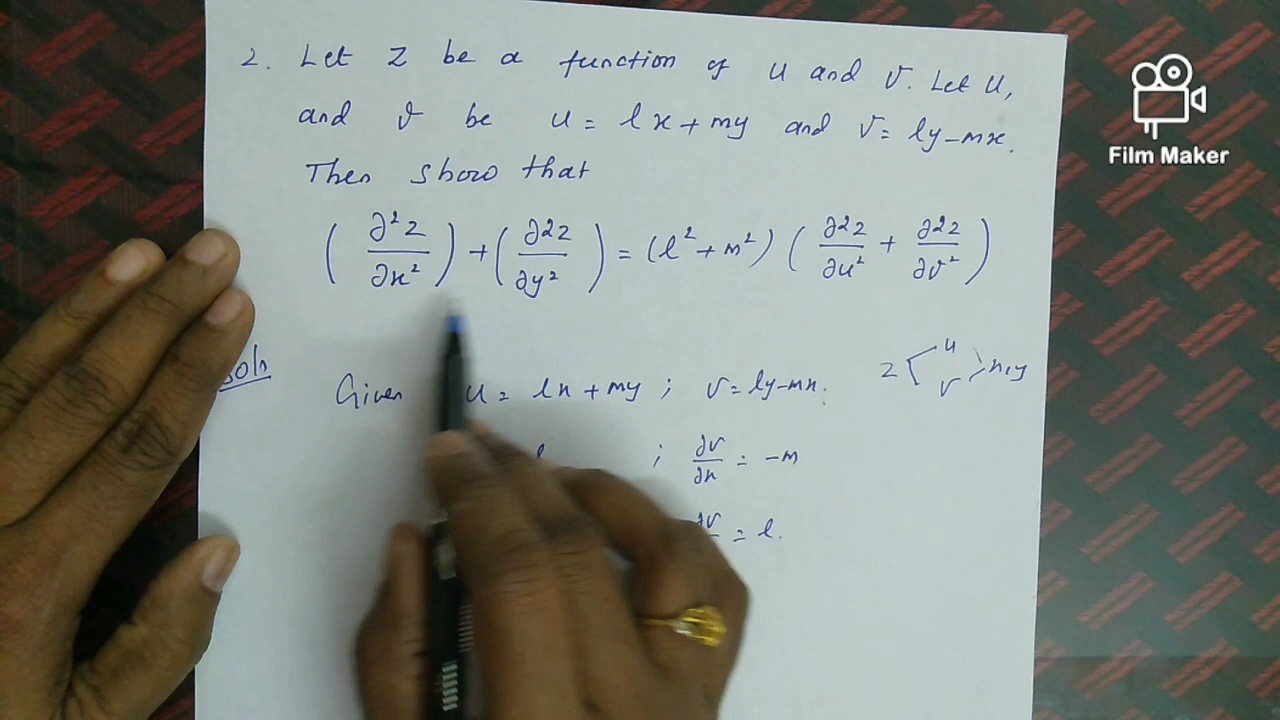 2. Let z be a function of u and v. Let u,
and v be u = lx + my and v = ly - mx.
Then show that
(∂²z/∂x²) + (∂²z/∂y²) = (l² + m²) (∂²z/∂u² + ∂²z/∂v²)
Soln
Given u = lx + my ; v = ly - mx.
z < u v > x, y
; ∂v/∂x = -m
∂v = l.
Film Maker